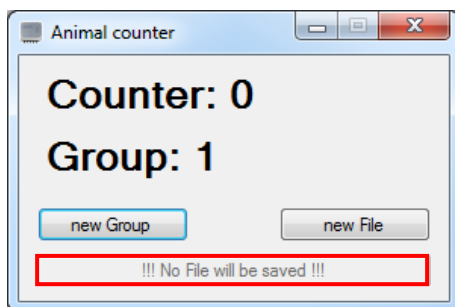 Animal counter
Counter: 0
Group: 1
new Group new File
!!! No File will be saved !!!